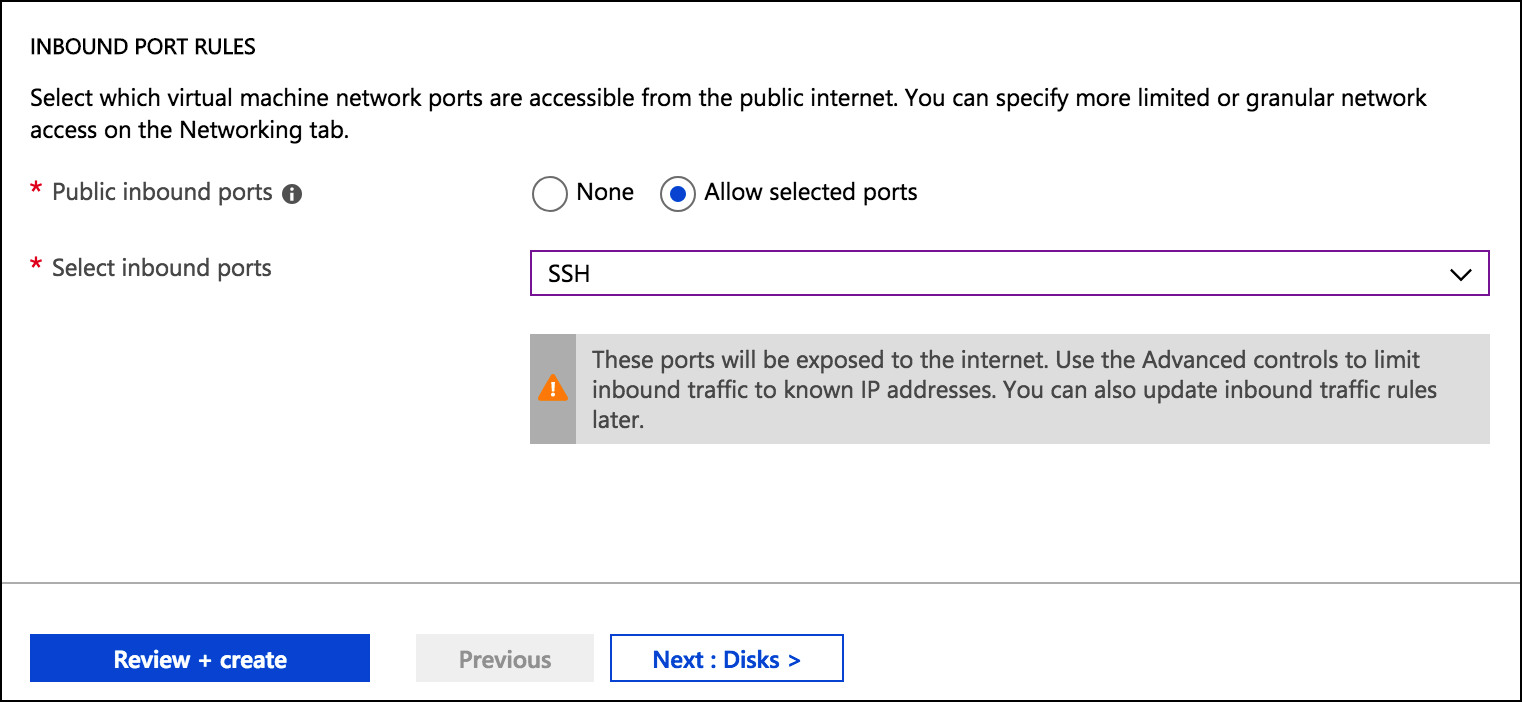 INBOUND PORT RULES
Select which virtual machine network ports are accessible from the public internet. You can specify more limited or granular network
access on the Networking tab.
* Public inbound ports
None
Allow selected ports
* Select inbound ports
SSH
These ports will be exposed to the internet. Use the Advanced controls to limit
inbound traffic to known IP addresses. You can also update inbound traffic rules
later.
Review + create
Previous
Next : Disks >